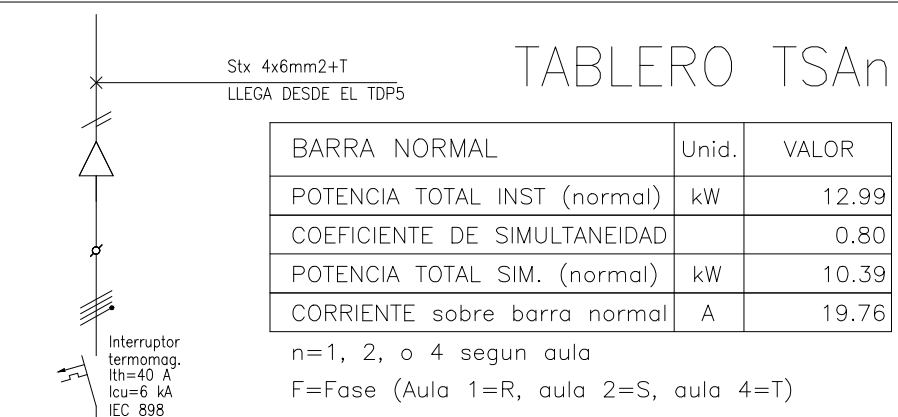 TABLERO TSAn
Stx 4x6mm2+T
LLEGA DESDE EL TDP5
BARRA NORMAL Unid. VALOR
POTENCIA TOTAL INST (normal) kW 12.99
COEFICIENTE DE SIMULTANEIDAD 0.80
POTENCIA TOTAL SIM. (normal) kW 10.39
CORRIENTE sobre barra normal A 19.76
n=1, 2, o 4 segun aula
F=Fase (Aula 1=R, aula 2=S, aula 4=T)
Interruptor
termomag.
Ith=40 A
Icu=6 kA
IEC 898